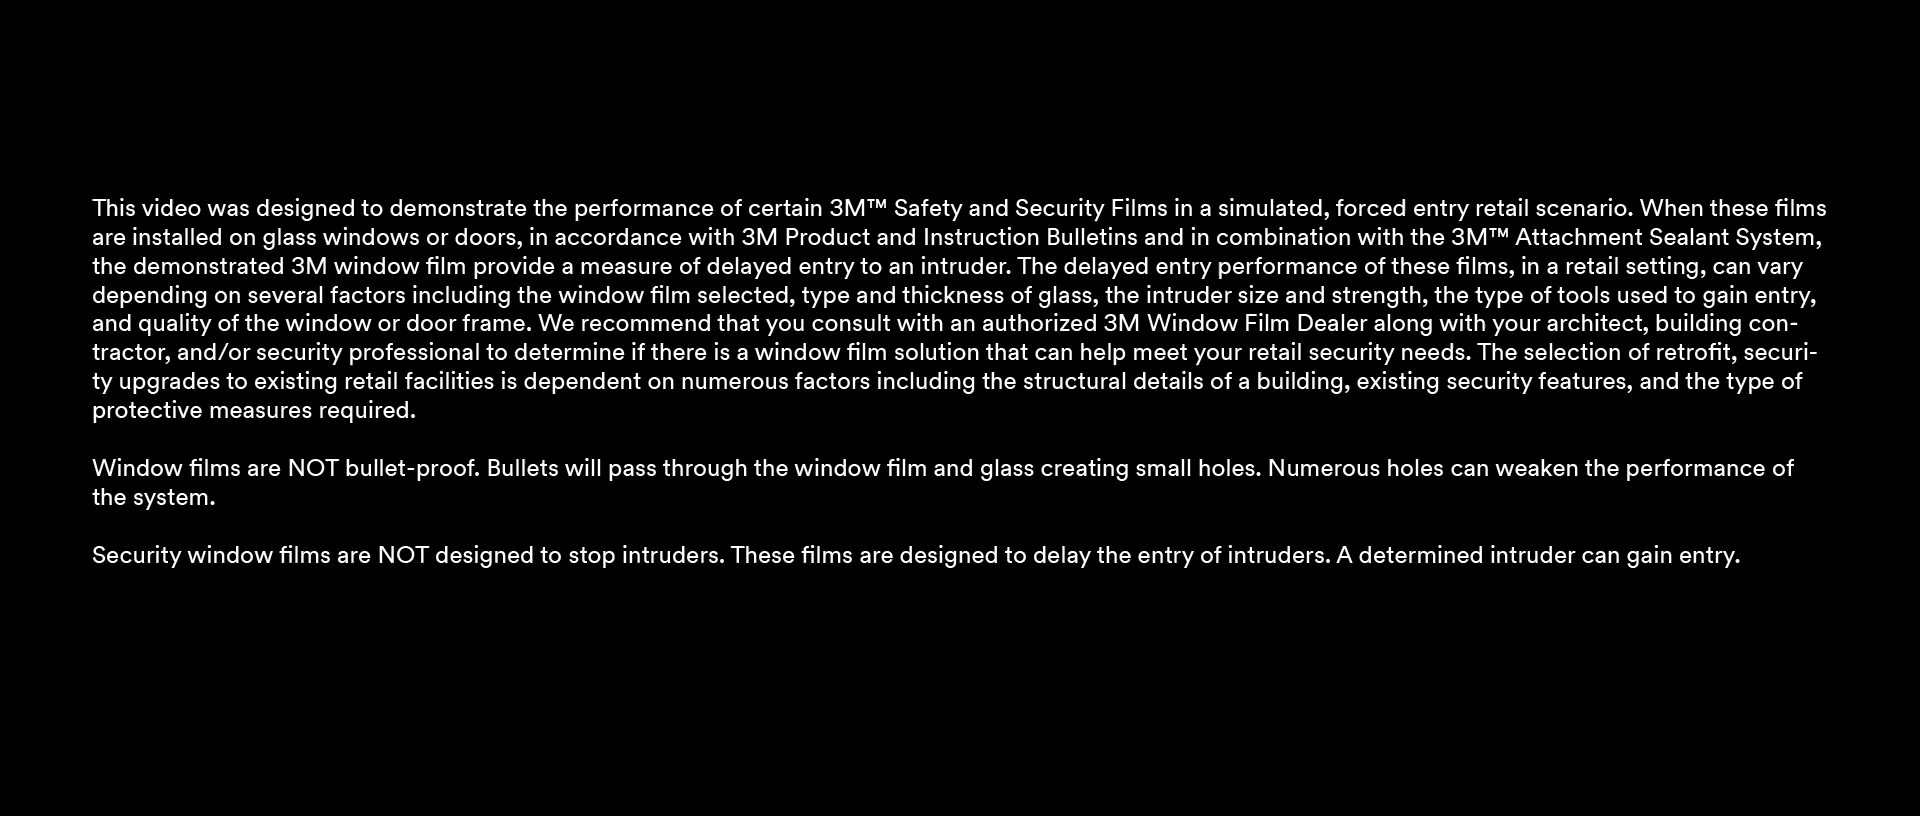 This video was designed to demonstrate the performance of certain 3M™ Safety and Security Films in a simulated, forced entry retail scenario. When these films
are installed on glass windows or doors, in accordance with 3M Product and Instruction Bulletins and in combination with the 3M™ Attachment Sealant System,
the demonstrated 3M window film provide a measure of delayed entry to an intruder. The delayed entry performance of these films, in a retail setting, can vary
depending on several factors including the window film selected, type and thickness of glass, the intruder size and strength, the type of tools used to gain entry,
and quality of the window or door frame. We recommend that you consult with an authorized 3M Window Film Dealer along with your architect, building con-
tractor, and/or security professional to determine if there is a window film solution that can help meet your retail security needs. The selection of retrofit, securi-
ty upgrades to existing retail facilities is dependent on numerous factors including the structural details of a building, existing security features, and the type of
protective measures required.
Window films are NOT bullet-proof. Bullets will pass through the window film and glass creating small holes. Numerous holes can weaken the performance of
the system.
Security window films are NOT designed to stop intruders. These films are designed to delay the entry of intruders. A determined intruder can gain entry.